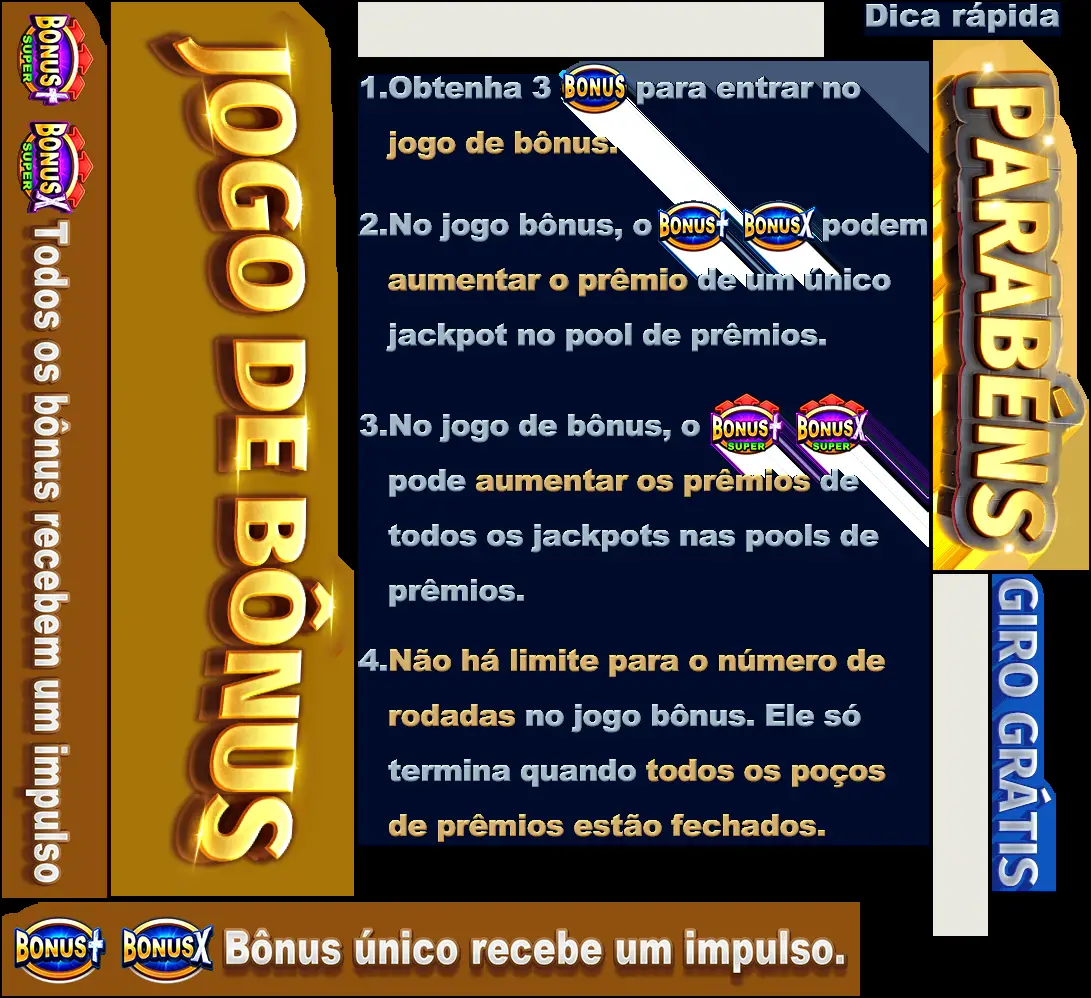 BONUS+ SUPER BONUSX SUPER Todos os bônus recebem um impulso
JOGO DE BÔNUS
1.Obtenha 3 BONUS para entrar no
jogo de bônus.
2.No jogo bônus, o BONUS+ BONUSX podem
aumentar o prêmio de um único
jackpot no pool de prêmios.
3.No jogo de bônus, o BONUS+ SUPER BONUSX SUPER
pode aumentar os prêmios de
todos os jackpots nas pools de
prêmios.
4.Não há limite para o número de
rodadas no jogo bônus. Ele só
termina quando todos os poços
de prêmios estão fechados.
Dica rápida
PARABÊNS
GIRO GRÁTIS
BONUS+ BONUSX Bônus único recebe um impulso.